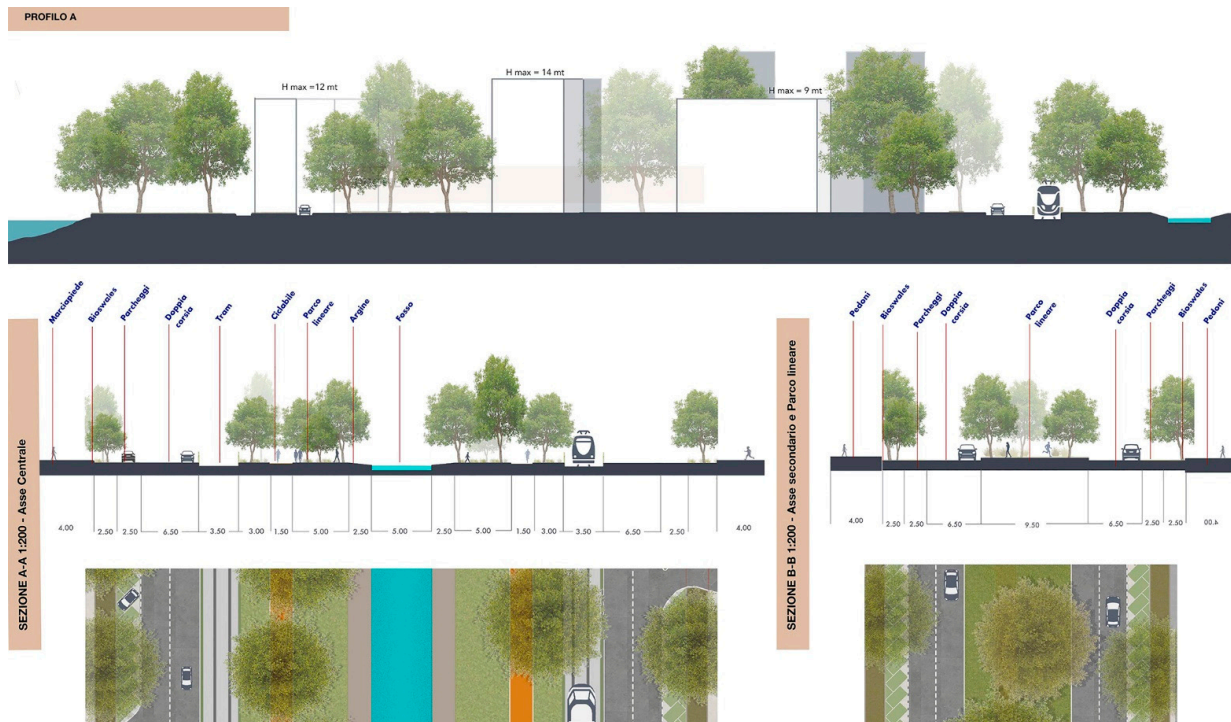 PROFILO A
H max =12 mt
H max = 14 mt
H max = 9 mt
SEZIONE A-A 1:200 - Asse Centrale
Marciapiede
Bioswales
Parcheggi
Doppia
corsia
Tram
Ciclabile
Parco
lineare
Argine
Fosso
4,00
2.50
2.50
6.50
3.50
3.00
1.50
5.00
2.50
5.00
2.50
5.00
1.50
3.00
3.50
6.50
2.50
4,00
SEZIONE B-B 1:200 - Asse secondario e Parco lineare
Pedoni
Bioswales
Parcheggi
Doppia
corsia
Parco
lineare
Doppia
corsia
Parcheggi
Bioswales
Pedoni
4,00
2.50
2.50
6.50
9.50
6.50
2.50
2.50